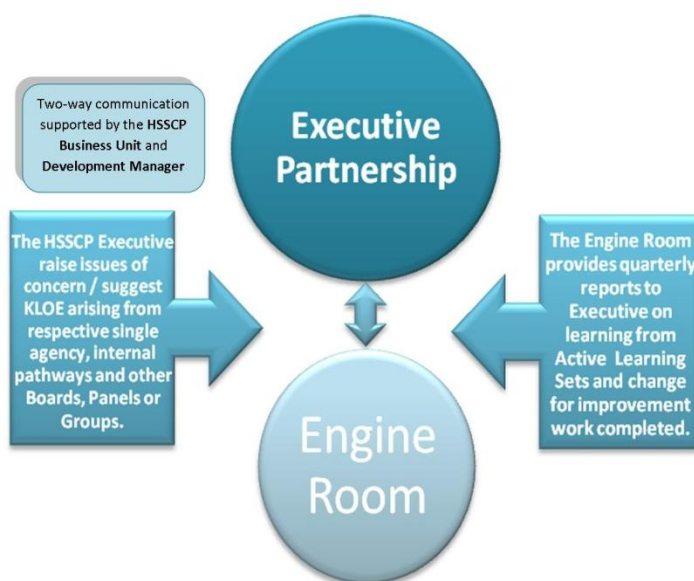 Two-way communication
supported by the HSSCP
Business Unit and
Development Manager
Executive
Partnership
The HSSCP Executive
raise issues of
concern / suggest
KLOE arising from
respective single
agency, internal
pathways and other
Boards, Panels or
Groups.
The Engine Room
provides quarterly
reports to
Executive on
learning from
Active Learning
Sets and change
for improvement
work completed.
Engine
Room